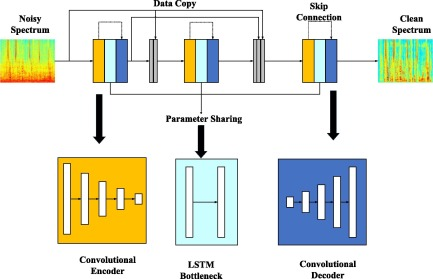 Data Copy
Skip
Connection
Noisy
Spectrum
Clean
Spectrum
Parameter Sharing
Convolutional
Encoder
LSTM
Bottleneck
Convolutional
Decoder